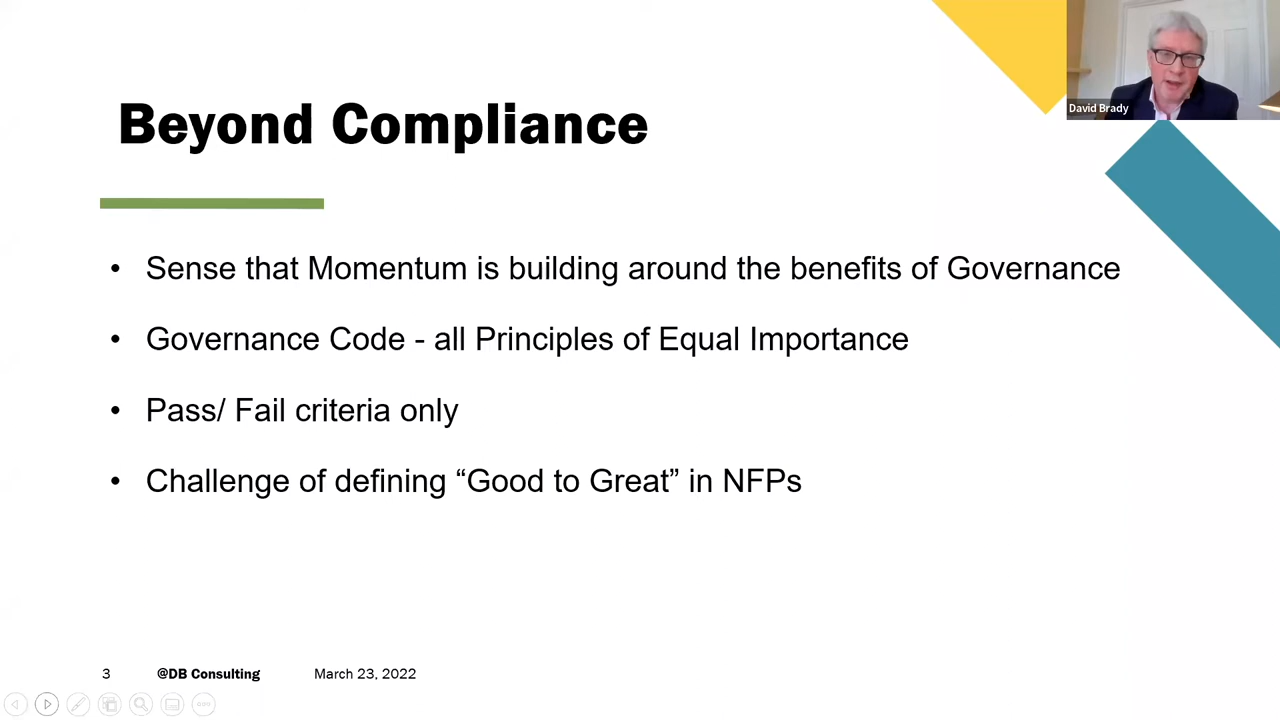 David Brady
Beyond Compliance
• Sense that Momentum is building around the benefits of Governance
• Governance Code - all Principles of Equal Importance
• Pass/ Fail criteria only
• Challenge of defining “Good to Great” in NFPs
3 @DB Consulting March 23, 2022